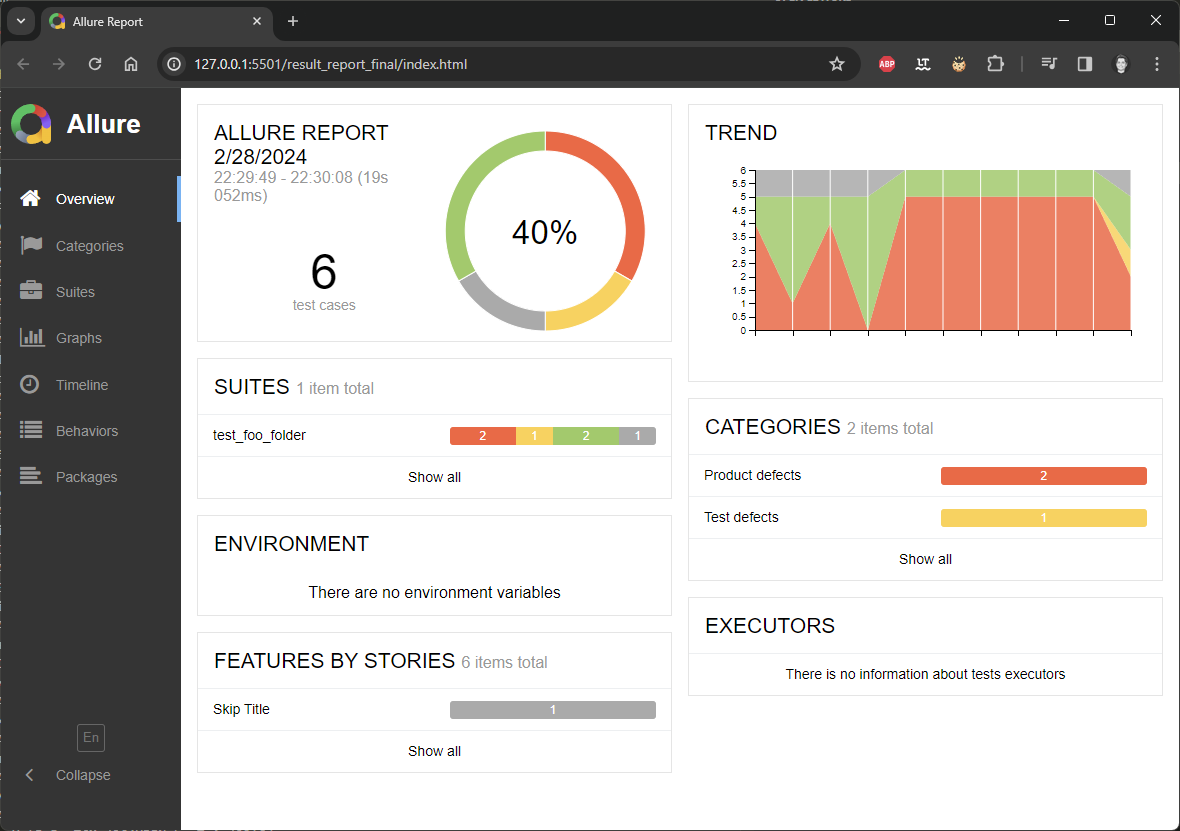 Allure Report
127.0.0.1:5501/result_report_final/index.html
ABP
Allure
Overview
Categories
Suites
Graphs
Timeline
Behaviors
Packages
En
Collapse
ALLURE REPORT
2/28/2024
22:29:49 - 22:30:08 (19s
052ms)
6
test cases
40%
SUITES 1 item total
test_foo_folder 2 1 2 1
Show all
ENVIRONMENT
There are no environment variables
FEATURES BY STORIES 6 items total
Skip Title 1
Show all
TREND
6
5.5
5
4.5
4
3.5
3
2.5
2
1.5
1
0.5
0
CATEGORIES 2 items total
Product defects 2
Test defects 1
Show all
EXECUTORS
There is no information about tests executors